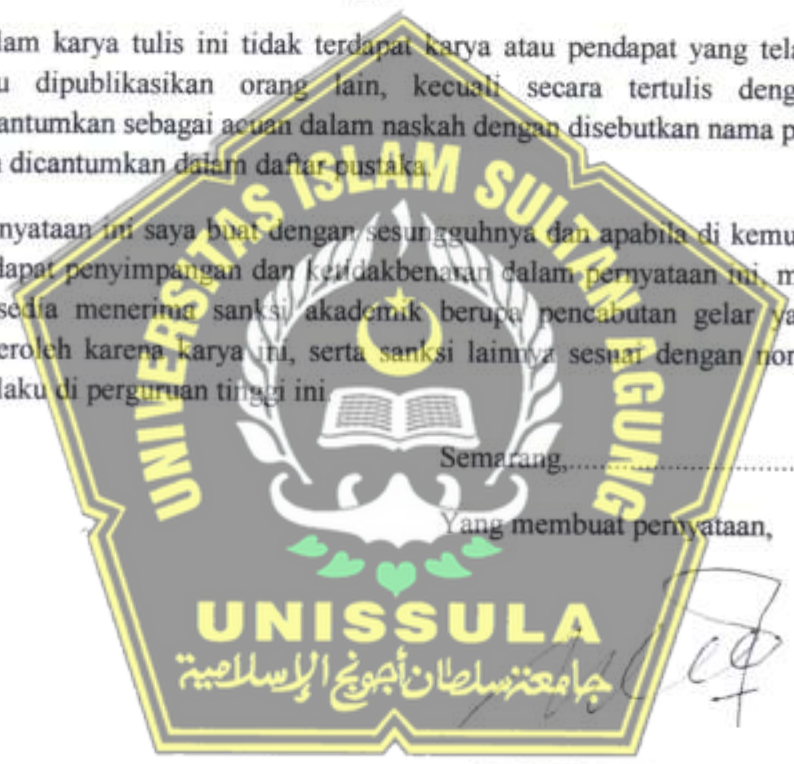 lam karya tulis ini tidak terdapat karya atau pendapat yang tela
u dipublikasikan orang lain, kecuali secara tertulis deng
antumkan sebagai acuan dalam naskah dengan disebutkan nama p
n dicantumkan dalam daftar pustaka.
nyataan ini saya buat dengan sesungguhnya dan apabila di kemu
dapat penyimpangan dan ketidakbenaran dalam pernyataan ini, m
sedia menerima sanksi akademik berupa pencabutan gelar ya
eroleh karena karya ini, serta sanksi lainnya sesuai dengan nor
laku di perguruan tinggi ini.
Semarang,
Yang membuat pernyataan,
UNIVERSITAS ISLAM SULTAN AGUNG
UNISSULA
جامعة سلطان أجونج الإسلامية